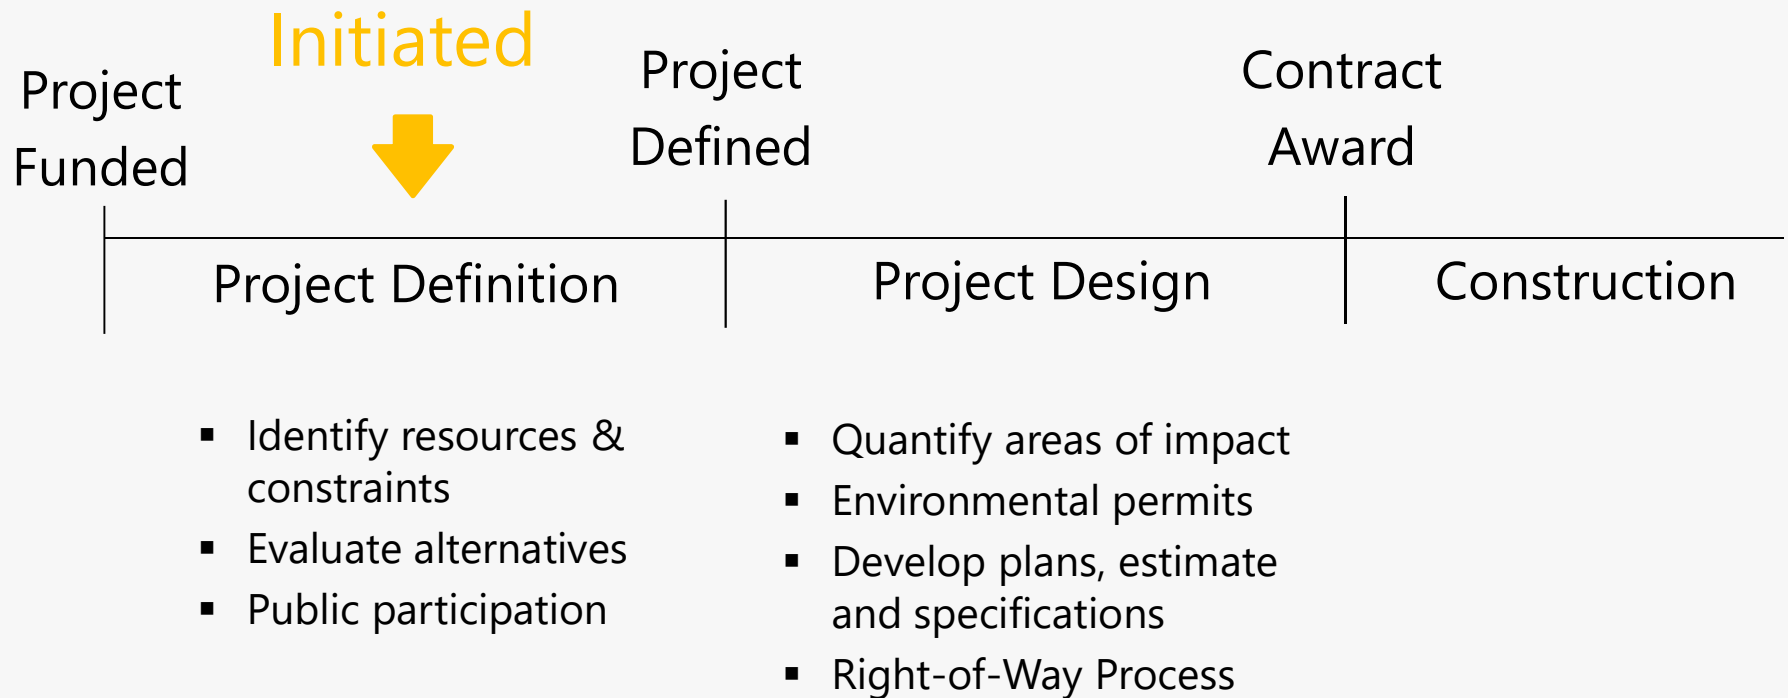 Initiated
Project
Funded
Project
Defined
Contract
Award
Project Definition
Project Design
Construction
▪ Identify resources &
constraints
▪ Evaluate alternatives
▪ Public participation
▪ Quantify areas of impact
▪ Environmental permits
▪ Develop plans, estimate
and specifications
▪ Right-of-Way Process